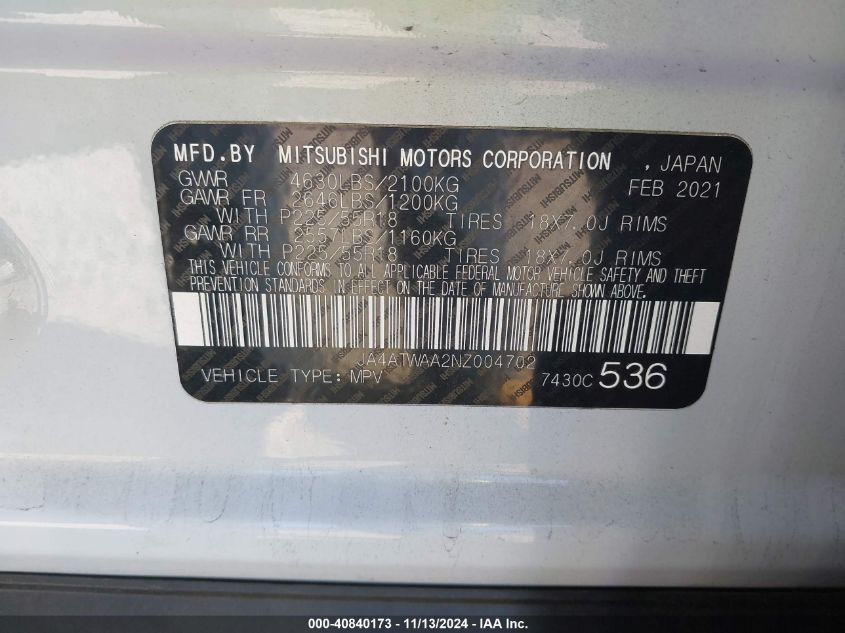 MFD.BY MITSUBISHI MOTORS CORPORATION , JAPAN
GVWR 4630LBS/2100KG FEB 2021
GAWR FR 2646LBS/1200KG
WITH P225/55R18 TIRES 18X7.0J RIMS
GAWR RR 2557LBS/1160KG
WITH P225/55R18 TIRES 18X7.0J RIMS
THIS VEHICLE CONFORMS TO ALL APPLICABLE FEDERAL MOTOR VEHICLE SAFETY AND THEFT
PREVENTION STANDARDS IN EFFECT ON THE DATE OF MANUFACTURE SHOWN ABOVE.
JA4ATWAA2NZ004702
VEHICLE TYPE: MPV 7430C 536
000-40840173 — 11/13/2024 — IAA Inc.